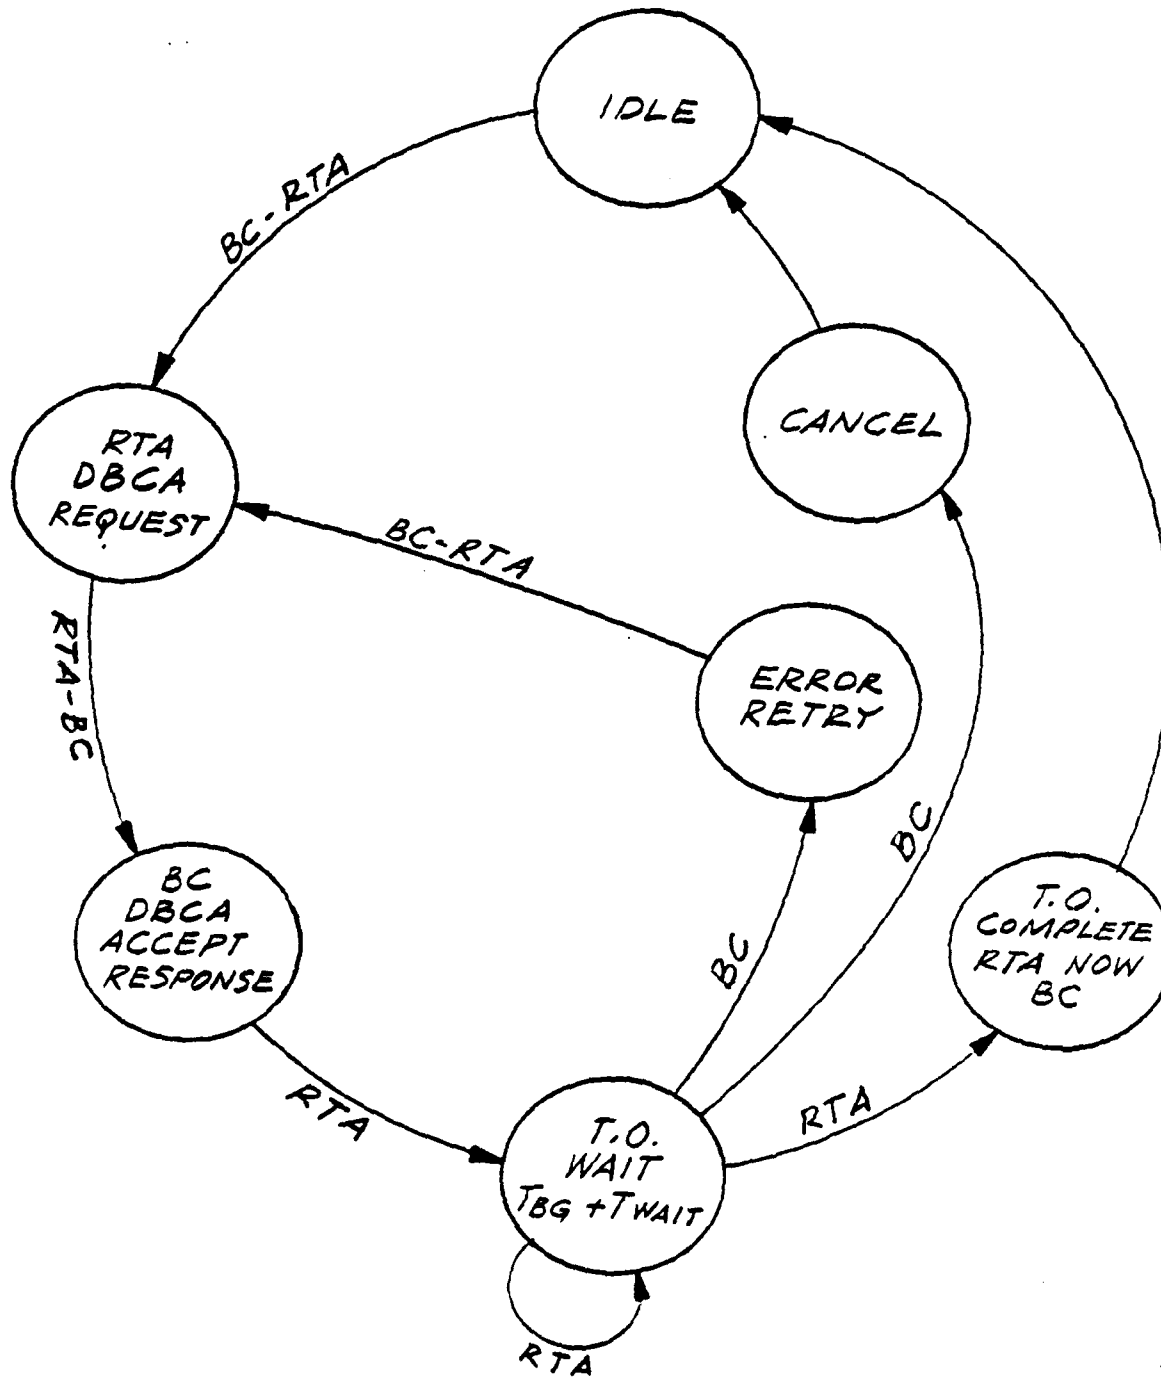 IDLE
BC-RTA
CANCEL
RTA
DBCA
REQUEST
BC-RTA
RTA-BC
ERROR
RETRY
BC
BC
DBCA
ACCEPT
RESPONSE
T.O.
COMPLETE
RTA NOW
BC
BC
RTA
RTA
T.O.
WAIT
TBG + TWAIT
RTA